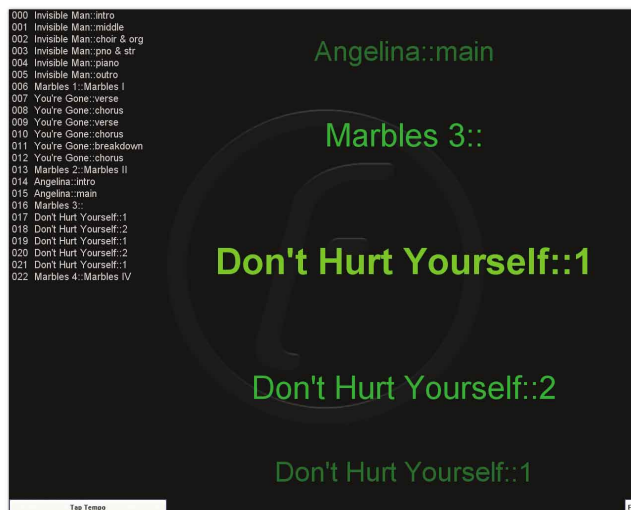 000 Invisible Man::intro
001 Invisible Man::middle
002 Invisible Man::choir & org
003 Invisible Man::pno & str
004 Invisible Man::piano
005 Invisible Man::outro
006 Marbles 1::Marbles I
007 You're Gone::verse
008 You're Gone::chorus
009 You're Gone::verse
010 You're Gone::chorus
011 You're Gone::breakdown
012 You're Gone::chorus
013 Marbles 2::Marbles II
014 Angelina::intro
015 Angelina::main
016 Marbles 3::
017 Don't Hurt Yourself::1
018 Don't Hurt Yourself::2
019 Don't Hurt Yourself::1
020 Don't Hurt Yourself::2
021 Don't Hurt Yourself::1
022 Marbles 4::Marbles IV
Angelina::main
Marbles 3::
Don't Hurt Yourself::1
Don't Hurt Yourself::2
Don't Hurt Yourself::1
Tap Tempo